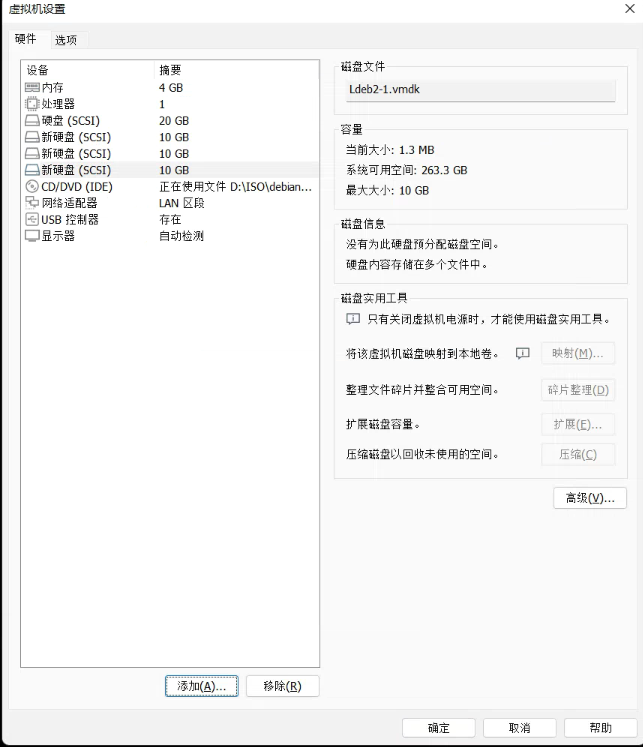 虚拟机设置
硬件 选项
设备 摘要
内存 4 GB
处理器 1
硬盘 (SCSI) 20 GB
新硬盘 (SCSI) 10 GB
新硬盘 (SCSI) 10 GB
新硬盘 (SCSI) 10 GB
CD/DVD (IDE) 正在使用文件 D:\ISO\debian...
网络适配器 LAN 区段
USB 控制器 存在
显示器 自动检测
添加(A)... 移除(R)
磁盘文件
Ldeb2-1.vmdk
容量
当前大小: 1.3 MB
系统可用空间: 263.3 GB
最大大小: 10 GB
磁盘信息
没有为此硬盘预分配磁盘空间。
硬盘内容存储在多个文件中。
磁盘实用工具
只有关闭虚拟机电源时，才能使用磁盘实用工具。
将该虚拟机磁盘映射到本地卷。 映射(M)...
整理文件碎片并整合可用空间。 碎片整理(D)
扩展磁盘容量。 扩展(E)...
压缩磁盘以回收未使用的空间。 压缩(C)
高级(V)...
确定 取消 帮助